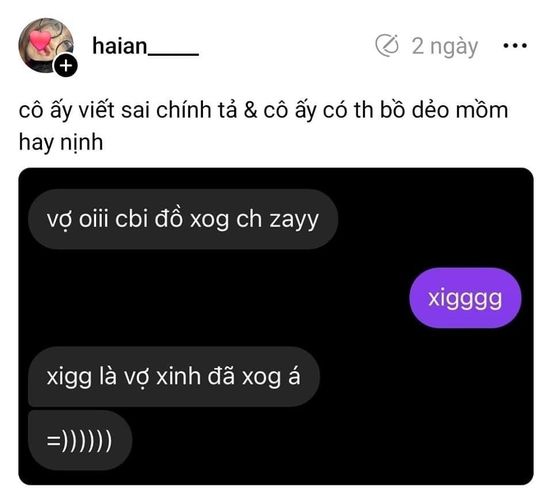 haian_____
2 ngày
cô ấy viết sai chính tả & cô ấy có th bồ dẻo mồm
hay nịnh
vợ oiii cbi đồ xog ch zayy
xigggg
xigg là vợ xinh đã xog á
=))))))